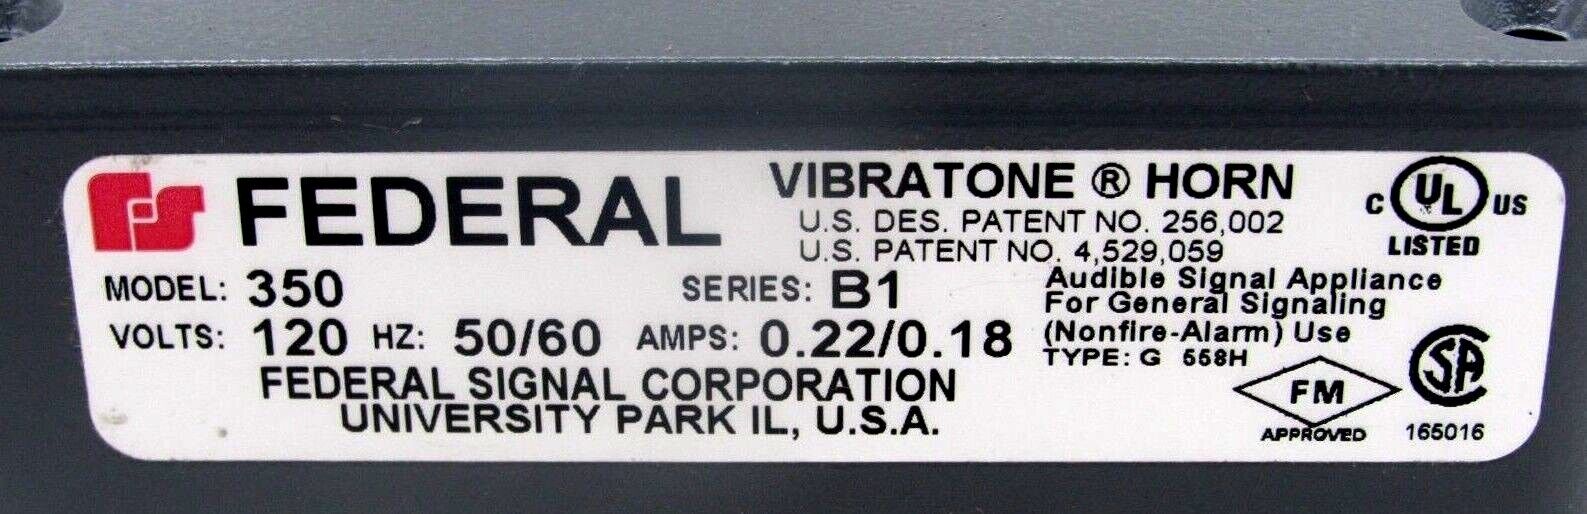 FS FEDERAL
VIBRATONE ® HORN
U.S. DES. PATENT NO. 256,002
U.S. PATENT NO. 4,529,059
C UL US
LISTED
MODEL: 350 SERIES: B1
VOLTS: 120 HZ: 50/60 AMPS: 0.22/0.18
FEDERAL SIGNAL CORPORATION
UNIVERSITY PARK IL, U.S.A.
Audible Signal Appliance
For General Signaling
(Nonfire-Alarm) Use
TYPE: G 558H
FM
APPROVED
SA
165016